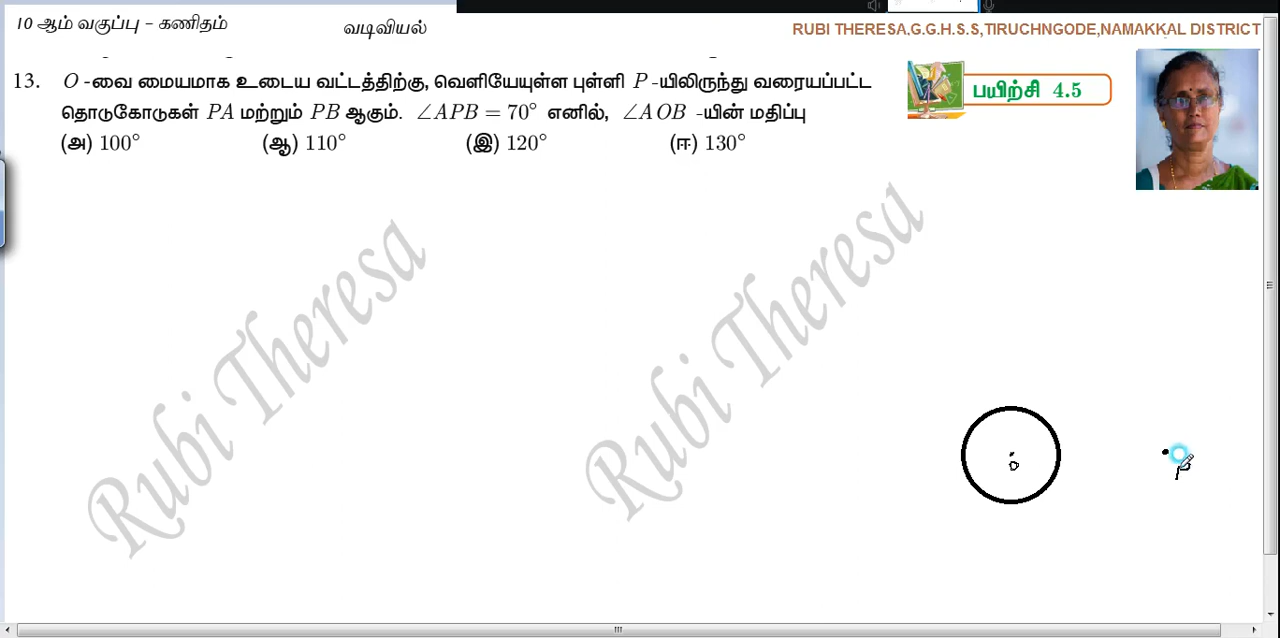 10 ஆம் வகுப்பு – கணிதம்
வடிவியல்
RUBI THERESA.G.G.H.S.S,TIRUCHNGODE,NAMAKKAL DISTRICT
13. O -வை மையமாக உடைய வட்டத்திற்கு, வெளியேயுள்ள புள்ளி P -யிலிருந்து வரையப்பட்ட
தொடுகோடுகள் PA மற்றும் PB ஆகும். ∠APB = 70° எனில், ∠AOB -யின் மதிப்பு
(அ) 100° (ஆ) 110° (இ) 120° (ஈ) 130°
பயிற்சி 4.5
Rubi Theresa
Rubi Theresa
O
P